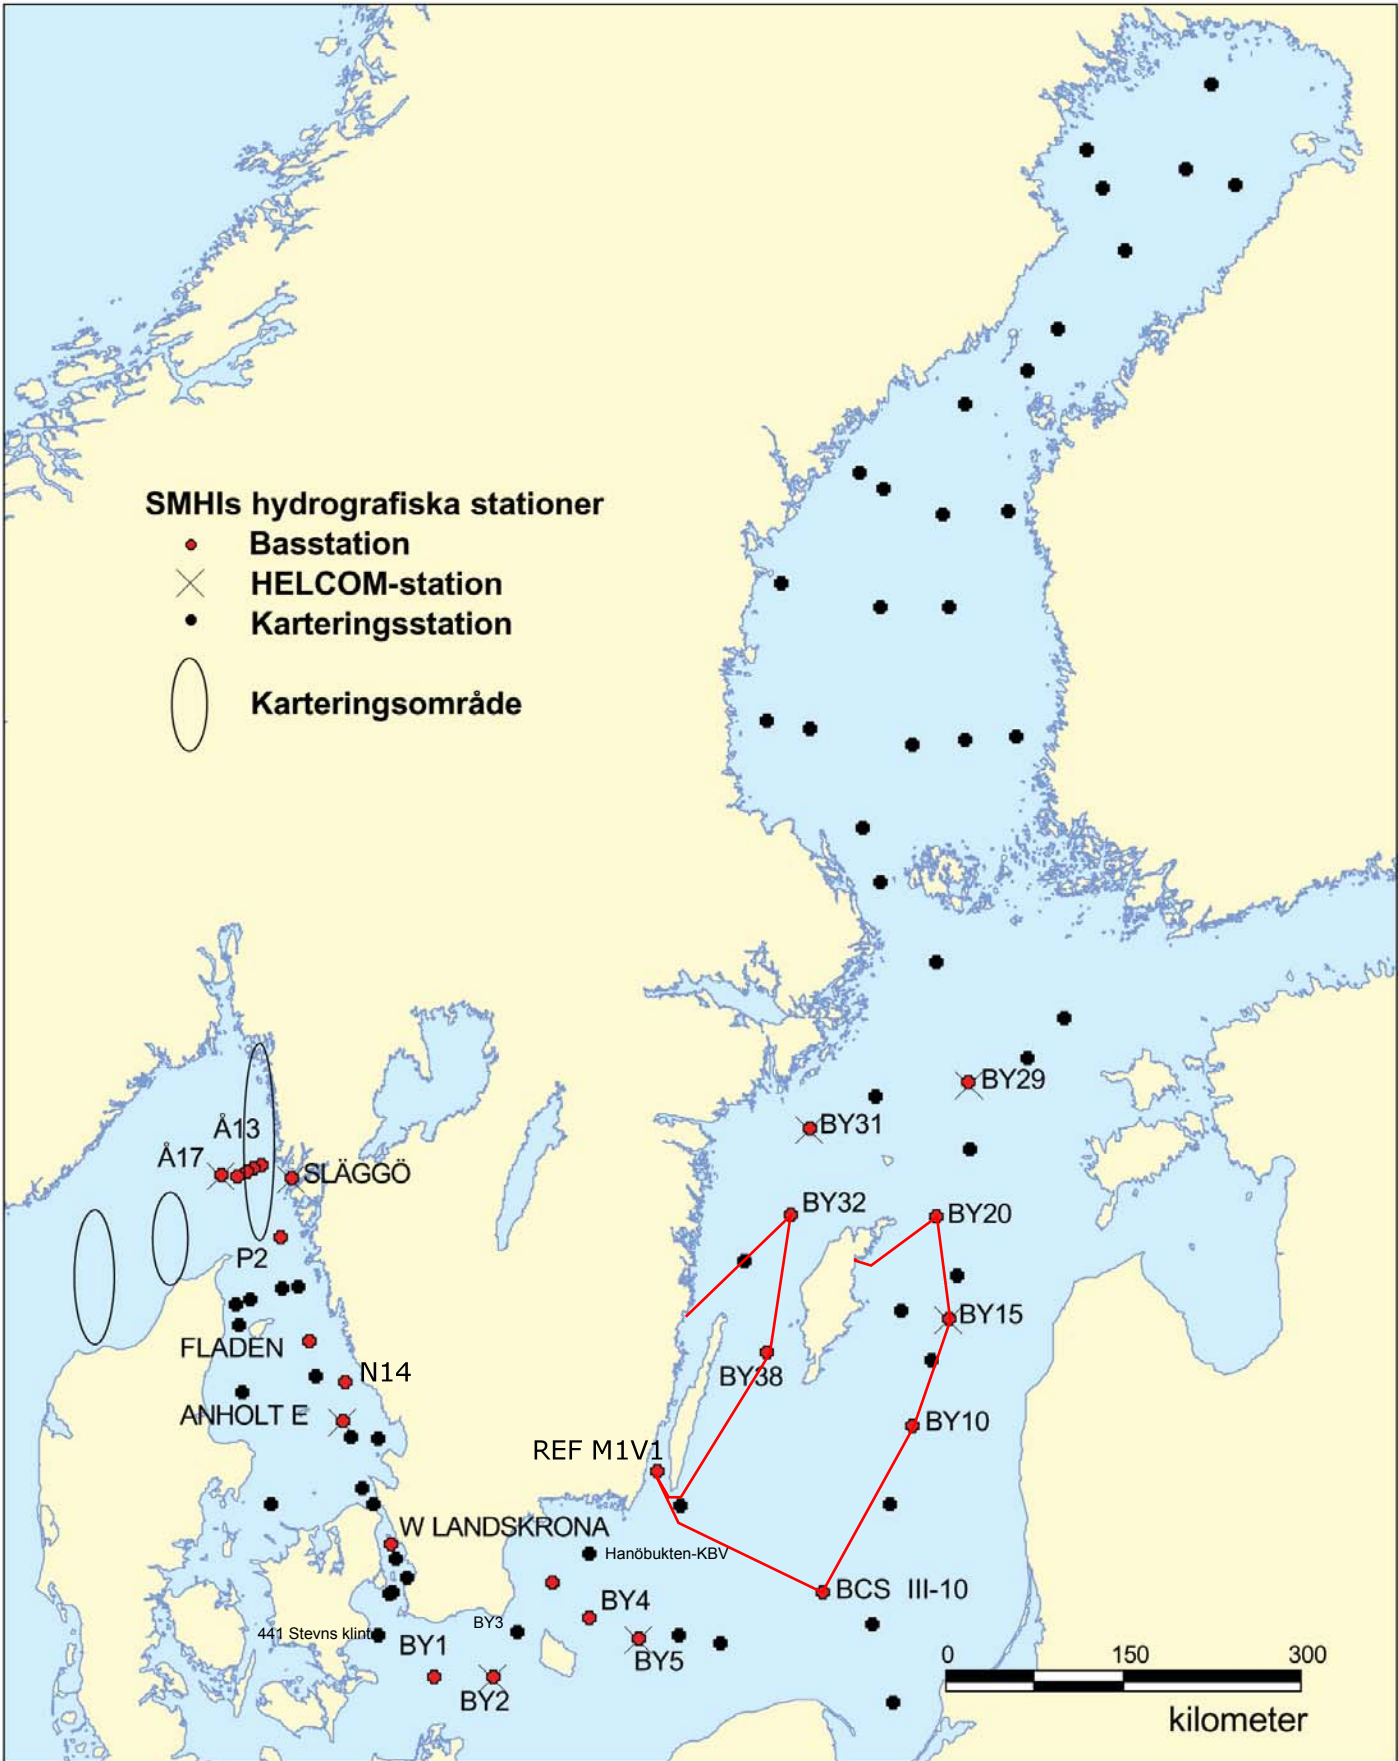 SMHIs hydrografiska stationer
Basstation
HELCOM-station
Karteringsstation
Karteringsområde
BY29
Å13
BY31
Å17
SLÄGGÖ
BY32
BY20
P2
BY15
FLADEN
N14
BY38
ANHOLT E
BY10
REF M1V1
W LANDSKRONA
Hanöbukten-KBV
BCS III-10
BY4
BY3
441 Stevns klint
BY1
BY5
BY2
0 150 300
kilometer